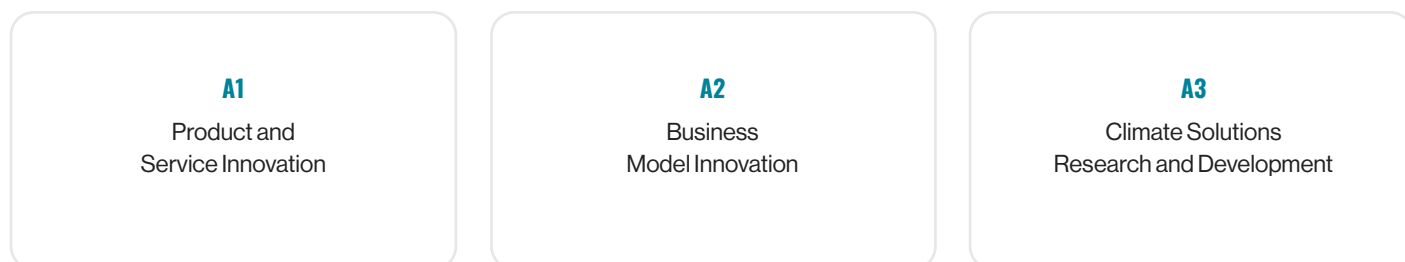 A1
Product and
Service Innovation
A2
Business
Model Innovation
A3
Climate Solutions
Research and Development